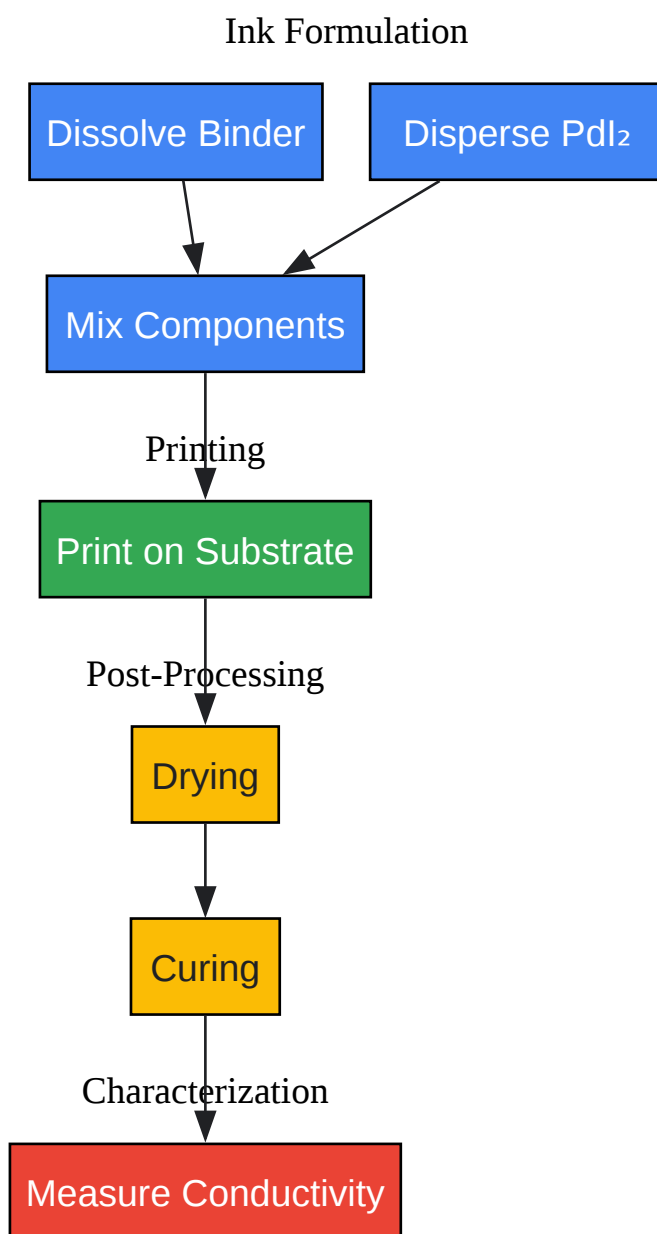 Ink Formulation
Dissolve Binder
Disperse PdI₂
Mix Components
Printing
Print on Substrate
Post-Processing
Drying
Curing
Characterization
Measure Conductivity